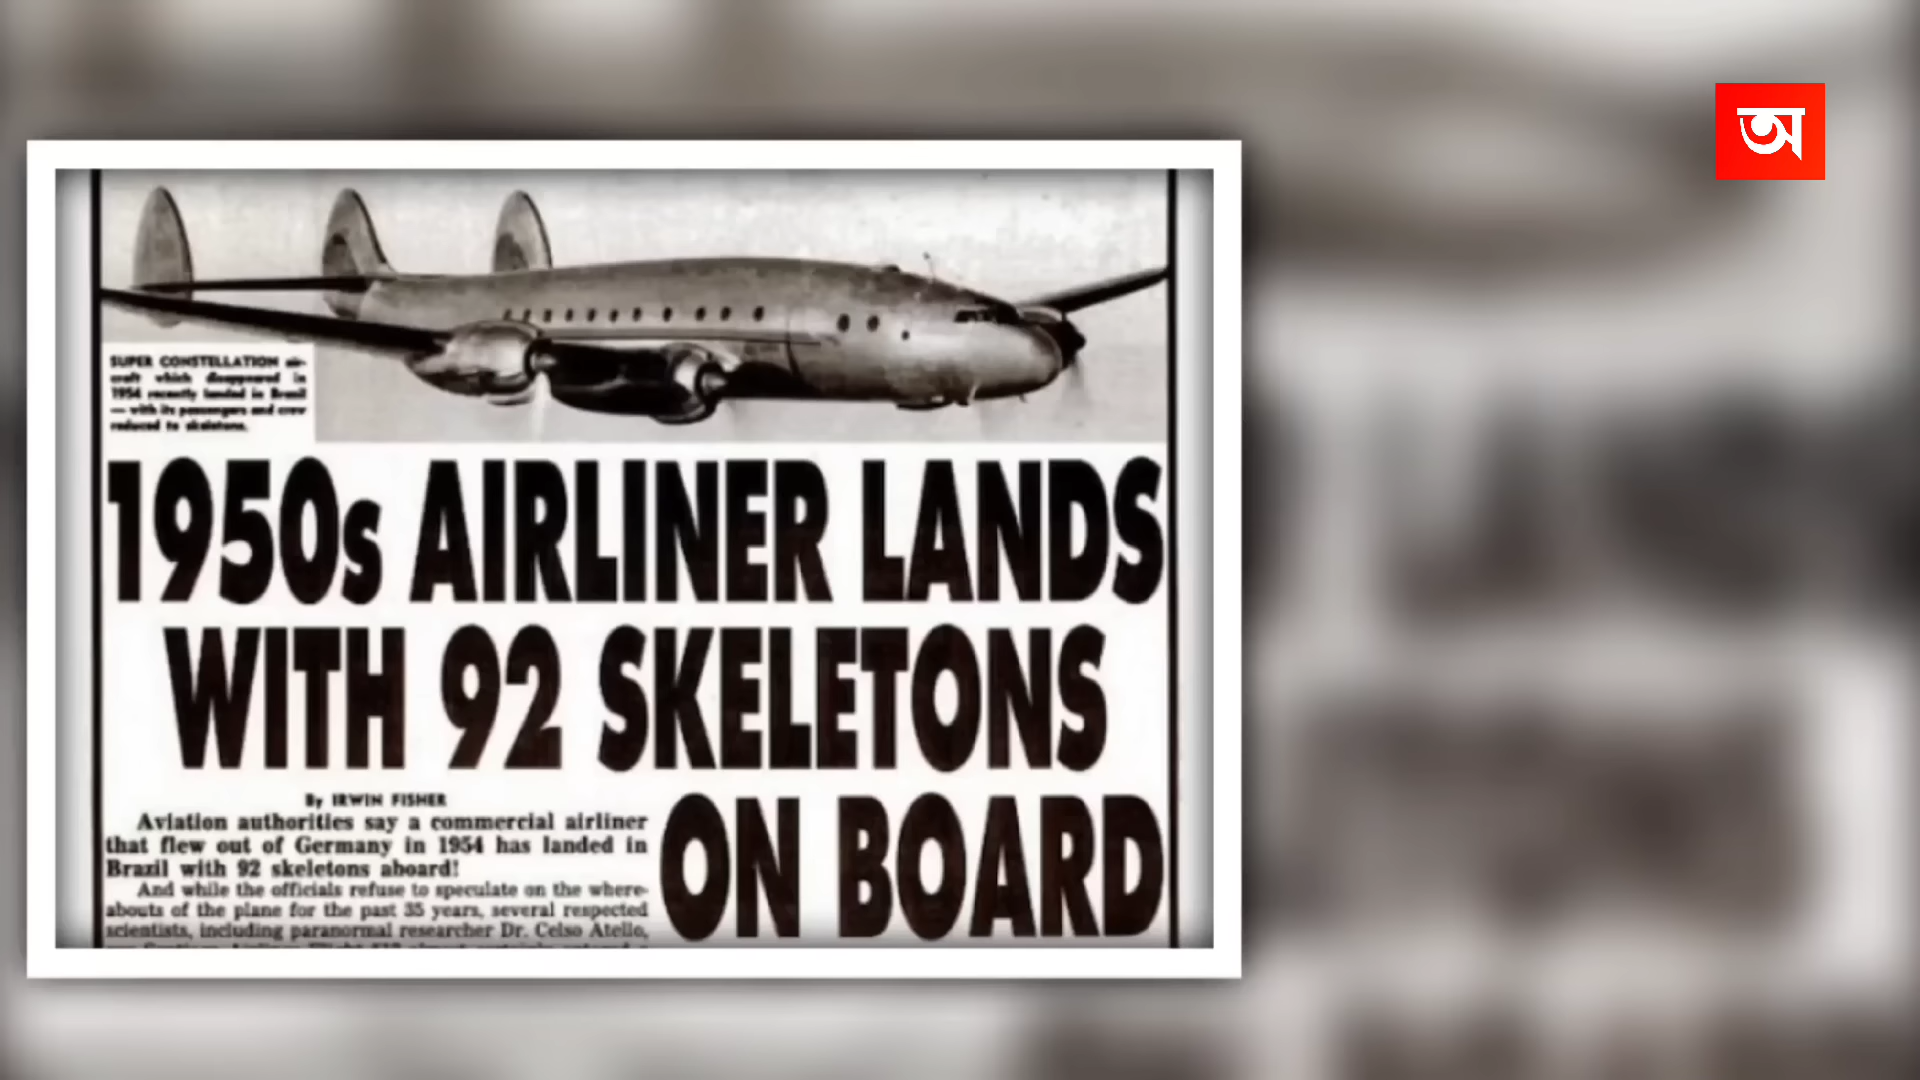 অ
SUPER CONSTELLATION air-
craft which disappeared in
1954 recently landed in Brazil
— with its passengers and crew
reduced to skeletons.
1950s AIRLINER LANDS
WITH 92 SKELETONS
ON BOARD
By IRWIN FISHER
Aviation authorities say a commercial airliner
that flew out of Germany in 1954 has landed in
Brazil with 92 skeletons aboard!
And while the officials refuse to speculate on the where-
abouts of the plane for the past 35 years, several respected
scientists, including paranormal researcher Dr. Celso Atello,